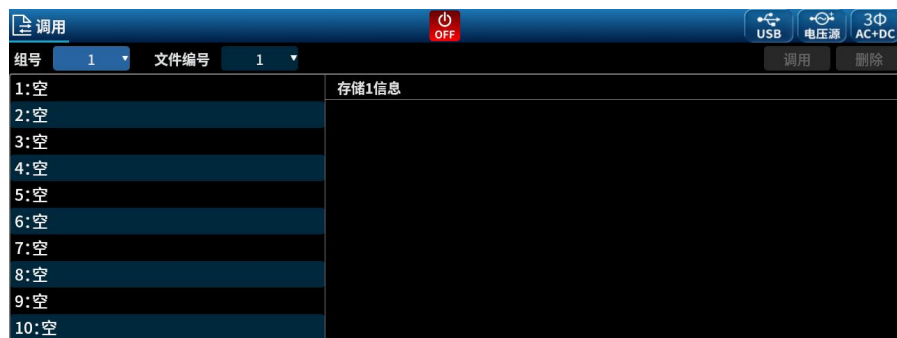 调用 OFF USB 电压源 3Φ AC+DC
组号 1 文件编号 1 调用 删除
1:空 存储1信息
2:空
3:空
4:空
5:空
6:空
7:空
8:空
9:空
10:空